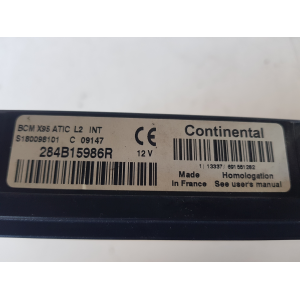 BCM X95 ATIC L2 INT
S180098101 C 09147
284B15986R
CE
12 V
Continental
Made in France
Homologation See user's manual